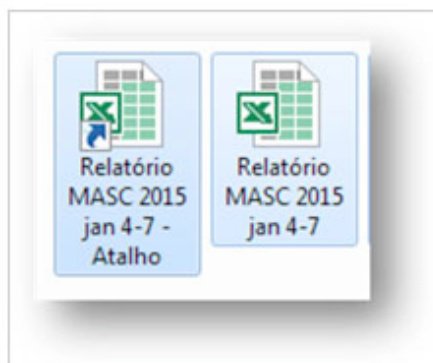 Relatório
MASC 2015
jan 4-7 -
Atalho
Relatório
MASC 2015
jan 4-7